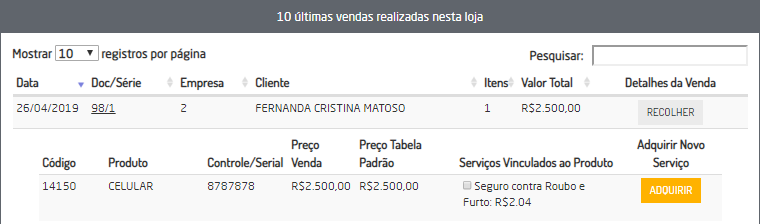 10 últimas vendas realizadas nesta loja
Mostrar 10 registros por página Pesquisar:
Data Doc/Série Empresa Cliente Itens Valor Total Detalhes da Venda
26/04/2019 98/1 2 FERNANDA CRISTINA MATOSO 1 R$2.500,00 RECOLHER
Código Produto Controle/Serial Preço Venda Preço Tabela Padrão Serviços Vinculados ao Produto Adquirir Novo Serviço
14150 CELULAR 8787878 R$2.500,00 R$2.500,00 Seguro contra Roubo e ADQUIRIR
Furto: R$2.04